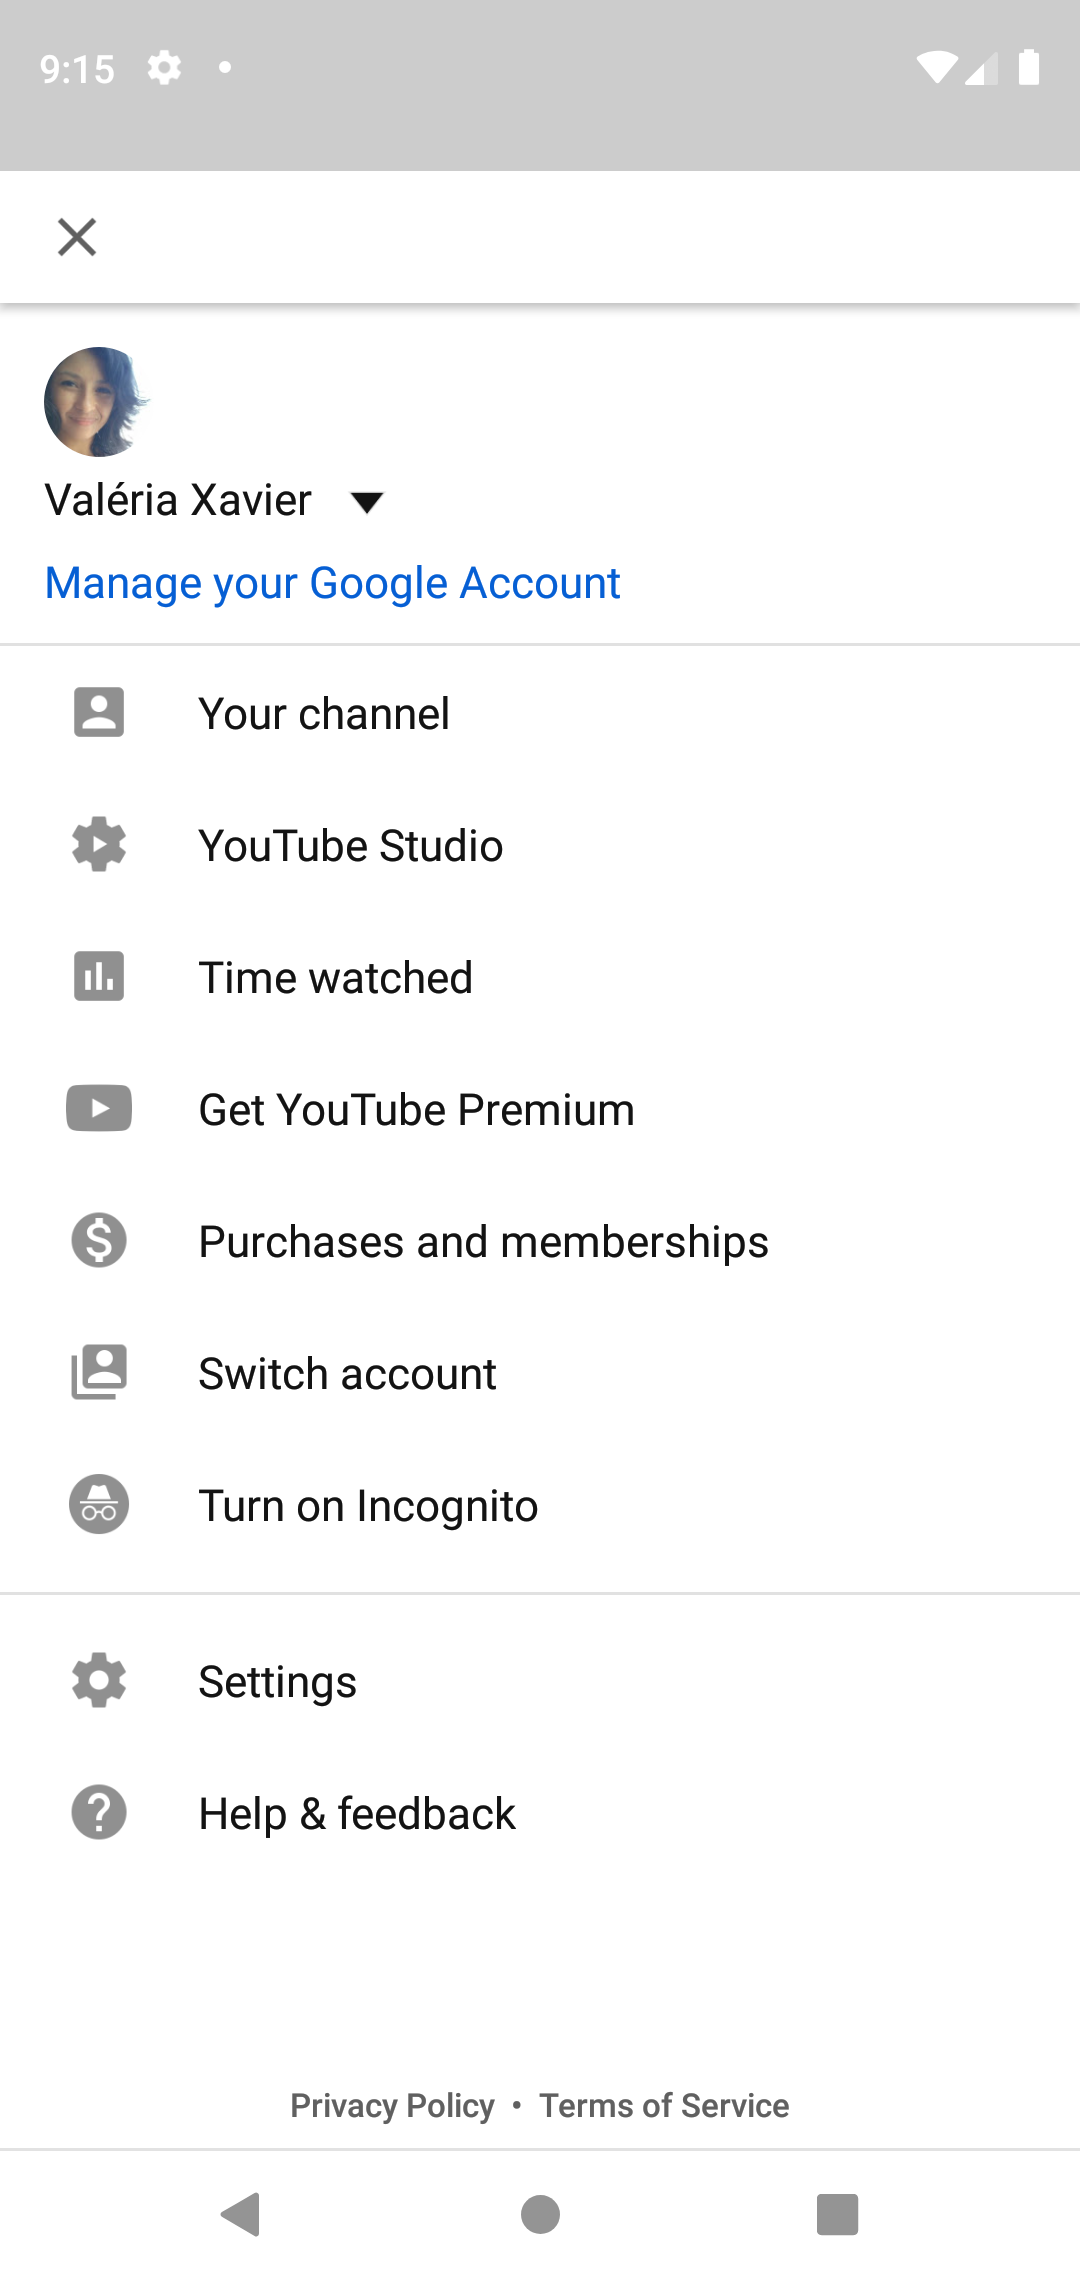 9:15
Valéria Xavier
Manage your Google Account
Your channel
YouTube Studio
Time watched
Get YouTube Premium
Purchases and memberships
Switch account
Turn on Incognito
Settings
Help & feedback
Privacy Policy • Terms of Service